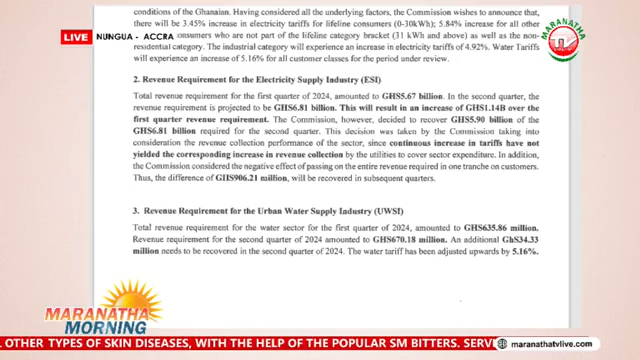 conditions of the Ghanaian. Having considered all the underlying factors, the Commission wishes to announce that,
there will be 3.45% increase in electricity tariffs for lifeline consumers (0-30kWh); 5.84% increase for all other
consumers who are not part of the lifeline category bracket (31 kWh and above) as well as the non-
residential category. The industrial category will experience an increase in electricity tariffs of 4.92%. Water Tariffs
will experience an increase of 5.16% for all customer classes for the period under review.
LIVE NUNGUA - ACCRA
MARANATHA
2. Revenue Requirement for the Electricity Supply Industry (ESI)
Total revenue requirement for the first quarter of 2024, amounted to GHS5.67 billion. In the second quarter, the
revenue requirement is projected to be GHS6.81 billion. This will result in an increase of GHS1.14B over the
first quarter revenue requirement. The Commission, however, decided to recover GHS5.90 billion of the
GHS6.81 billion required for the second quarter. This decision was taken by the Commission taking into
consideration the revenue collection performance of the sector, since continuous increase in tariffs have not
yielded the corresponding increase in revenue collection by the utilities to cover sector expenditure. In addition,
the Commission considered the negative effect of passing on the entire revenue required in one tranche on customers.
Thus, the difference of GHS906.21 million, will be recovered in subsequent quarters.
3. Revenue Requirement for the Urban Water Supply Industry (UWSI)
Total revenue requirement for the water sector for the first quarter of 2024, amounted to GHS635.86 million.
Revenue requirement for the second quarter of 2024 amounted to GHS670.18 million. An additional GhS34.33
million needs to be recovered in the second quarter of 2024. The water tariff has been adjusted upwards by 5.16%.
MARANATHA
MORNING
OTHER TYPES OF SKIN DISEASES, WITH THE HELP OF THE POPULAR SM BITTERS. SERV
maranathatvlive.com